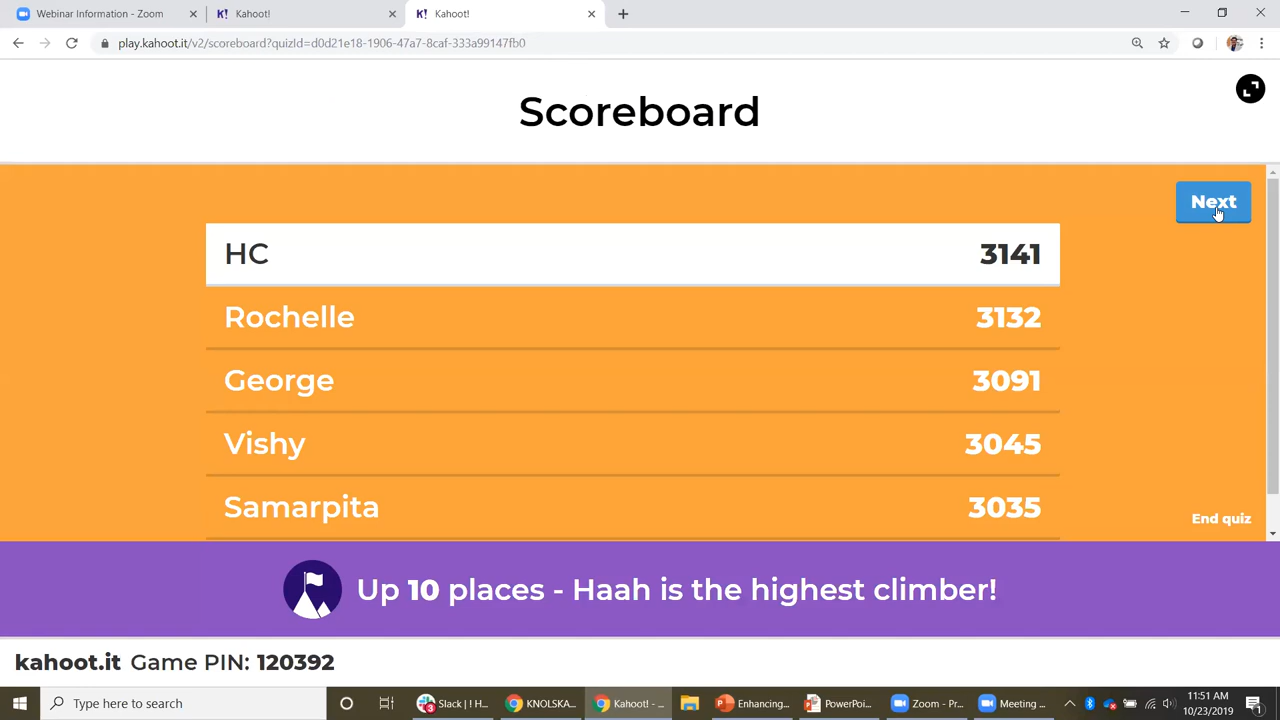 Webinar Information - Zoom
K! Kahoot!
K! Kahoot!
play.kahoot.it/v2/scoreboard?quizId=d0d21e18-1906-47a7-8caf-333a99147fb0
Scoreboard
Next
HC 3141
Rochelle 3132
George 3091
Vishy 3045
Samarpita 3035
End quiz
Up 10 places - Haah is the highest climber!
kahoot.it Game PIN: 120392
Type here to search
Slack | ! H...
KNOLSKA...
Kahoot! - ...
Enhancing...
PowerPoi...
Zoom - Pr...
Meeting ...
11:51 AM
10/23/2019